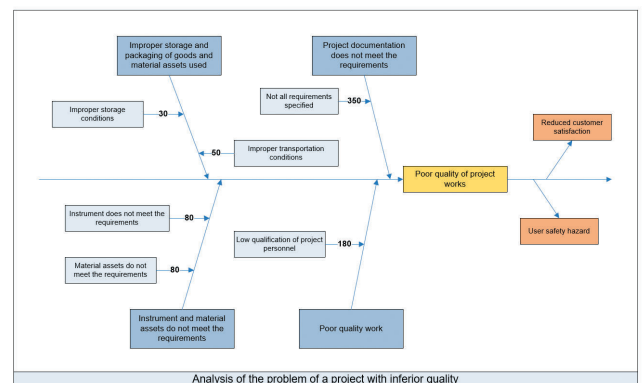 Improper storage and
packaging of goods and
material assets used
Project documentation
does not meet the
requirements
Improper storage
conditions
30
Not all requirements
specified
350
50
Improper transportation
conditions
Reduced customer
satisfaction
Poor quality of project
works
Instrument does not meet the
requirements
80
Low qualification of project
personnel
180
User safety hazard
Material assets do not
meet the requirements
80
Instrument and material
assets do not meet the
requirements
Poor quality work
Analysis of the problem of a project with inferior quality